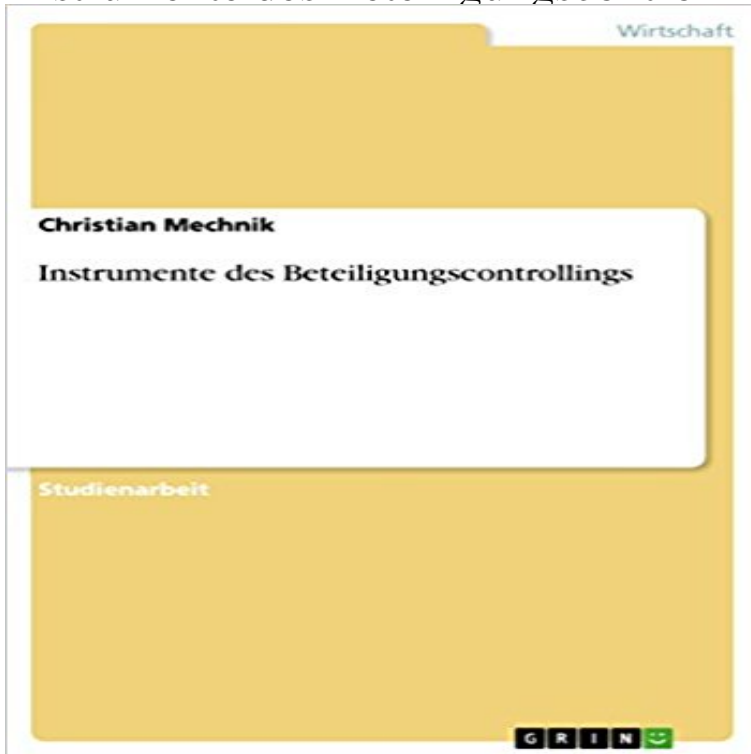 Wirtschaft
Christian Mechnik
Instrumente des Beteiligungscontrollings
Studienarbeit
GRIN